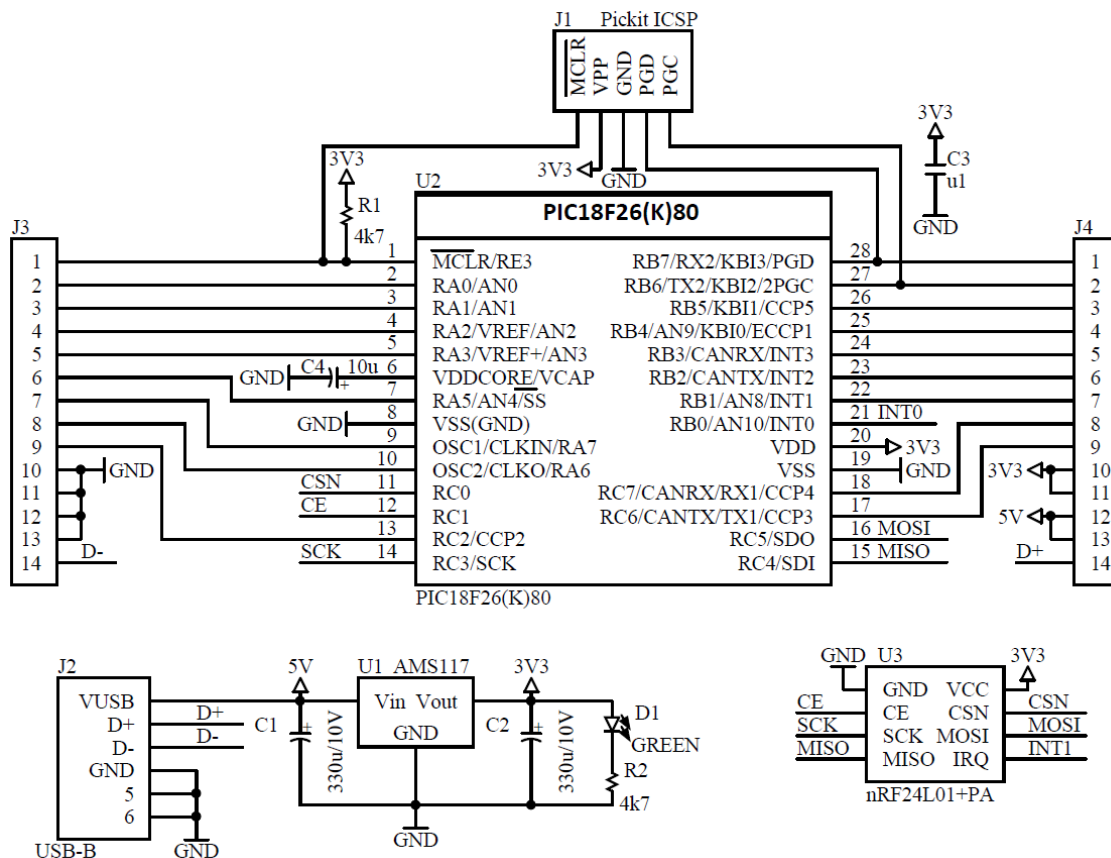 J1 Pickit ICSP
MCLR
VPP
GND
PGD
PGC
3V3
GND
3V3
C3
u1
GND
3V3
R1
4k7
U2
PIC18F26(K)80
J3
1
2
3
4
5
6
7
8
9
10
11
12
13
14
GND
D-
GND
C4
10u
+
GND
CSN
CE
SCK
1 MCLR/RE3
2 RA0/AN0
3 RA1/AN1
4 RA2/VREF/AN2
5 RA3/VREF+/AN3
6 VDDCORE/VCAP
7 RA5/AN4/SS
8 VSS(GND)
9 OSC1/CLKIN/RA7
10 OSC2/CLKO/RA6
11 RC0
12 RC1
13 RC2/CCP2
14 RC3/SCK
RB7/RX2/KBI3/PGD 28
RB6/TX2/KBI2/2PGC 27
RB5/KBI1/CCP5 26
RB4/AN9/KBI0/ECCP1 25
RB3/CANRX/INT3 24
RB2/CANTX/INT2 23
RB1/AN8/INT1 22
RB0/AN10/INT0 21 INT0
VDD 20 3V3
VSS 19 GND
RC7/CANRX/RX1/CCP4 18
RC6/CANTX/TX1/CCP3 17
RC5/SDO 16 MOSI
RC4/SDI 15 MISO
PIC18F26(K)80
J4
1
2
3
4
5
6
7
8
9
10
11
12
13
14
3V3
5V
D+
J2
VUSB
D+
D-
GND
5
6
USB-B
D+
D-
GND
5V
C1
+
330u/10V
U1 AMS117
Vin Vout
GND
GND
3V3
C2
+
330u/10V
D1
GREEN
R2
4k7
GND
U3
3V3
GND VCC
CE CSN
SCK MOSI
MISO IRQ
CE
SCK
MISO
CSN
MOSI
INT1
nRF24L01+PA